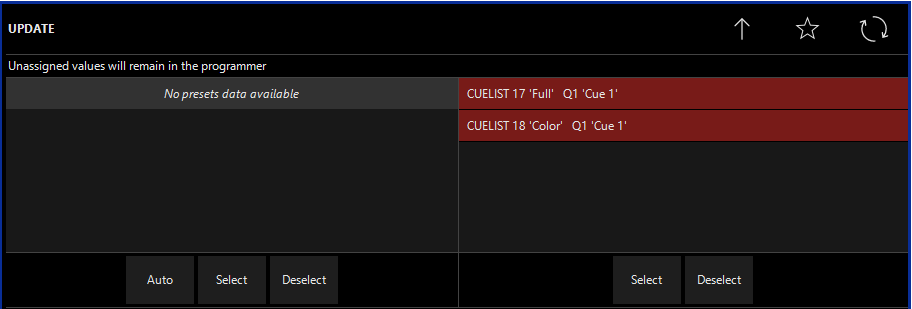 UPDATE
Unassigned values will remain in the programmer
No presets data available
CUELIST 17 'Full' Q1 'Cue 1'
CUELIST 18 'Color' Q1 'Cue 1'
Auto Select Deselect Select Deselect